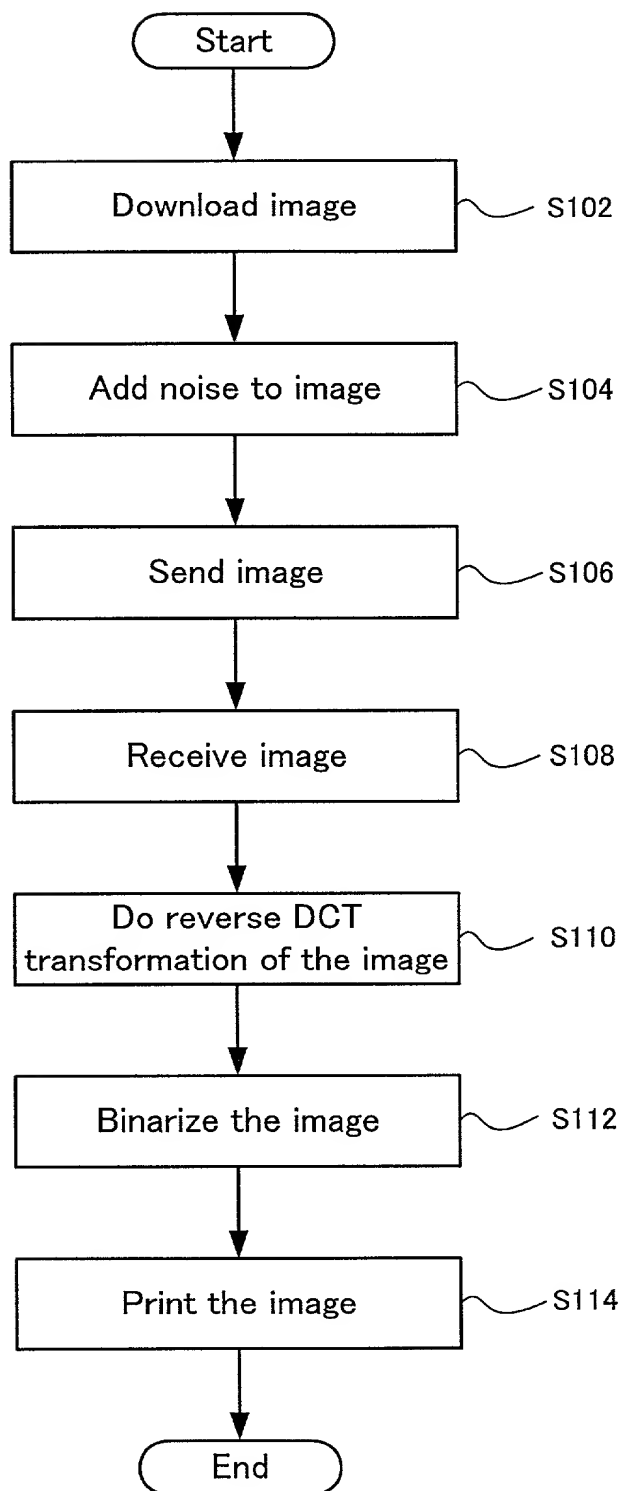 Start
Download image
S102
Add noise to image
S104
Send image
S106
Receive image
S108
Do reverse DCT
transformation of the image
S110
Binarize the image
S112
Print the image
S114
End